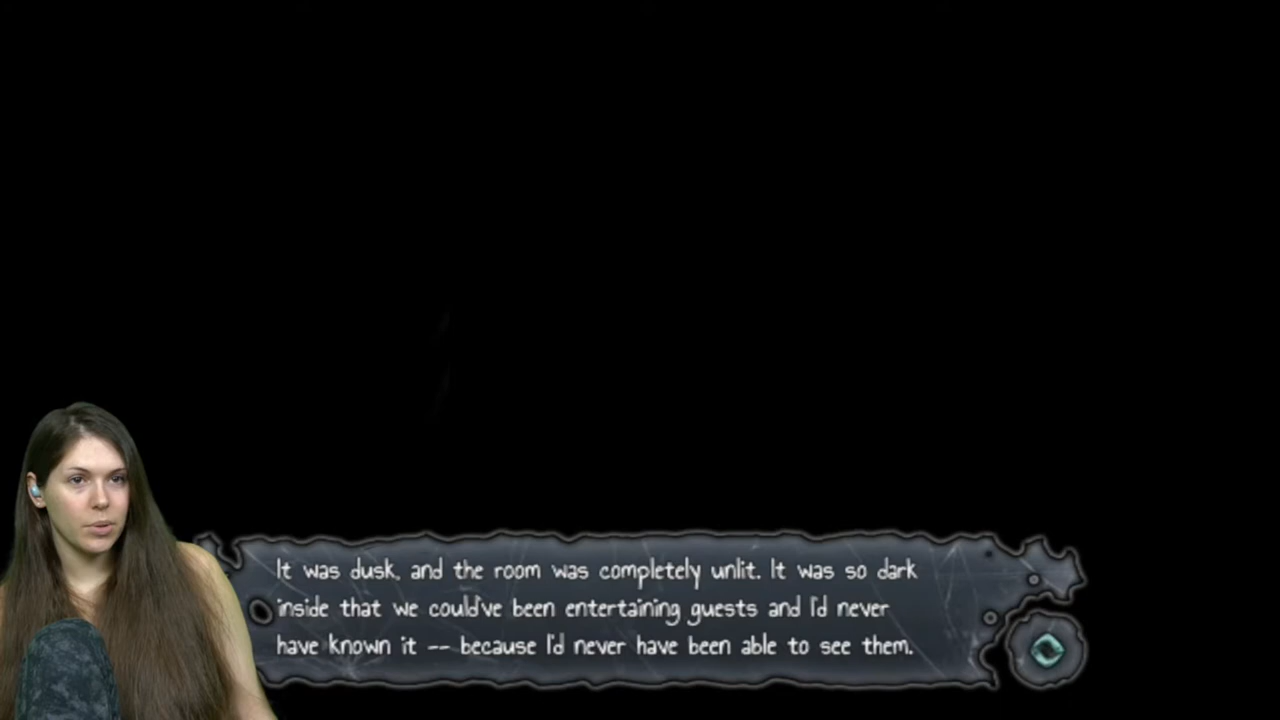 It was dusk, and the room was completely unlit. It was so dark
inside that we could've been entertaining guests and I'd never
have known it -- because I'd never have been able to see them.